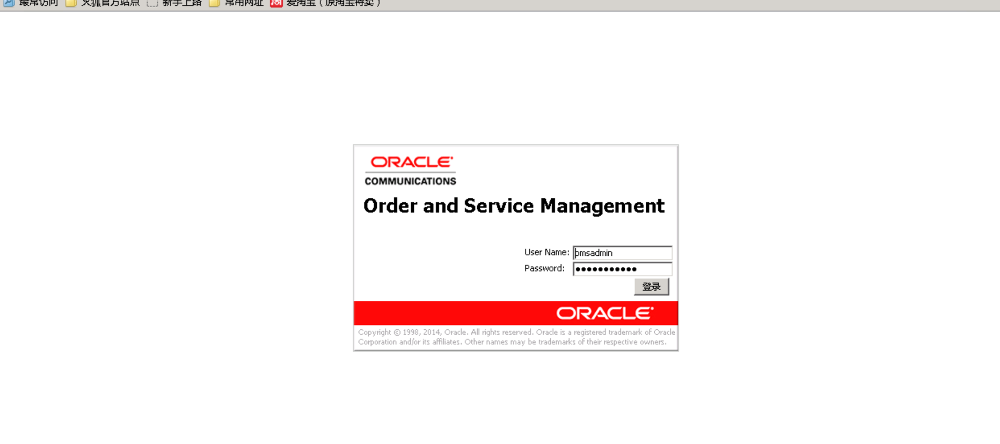 最常访问 火狐官方站点 新手上路 常用网址 爱淘宝（原淘宝特卖）
ORACLE
COMMUNICATIONS
Order and Service Management
User Name: omsadmin
Password: ●●●●●●●●●●●
登录
ORACLE
Copyright © 1998, 2014, Oracle. All rights reserved. Oracle is a registered trademark of Oracle
Corporation and/or its affiliates. Other names may be trademarks of their respective owners.